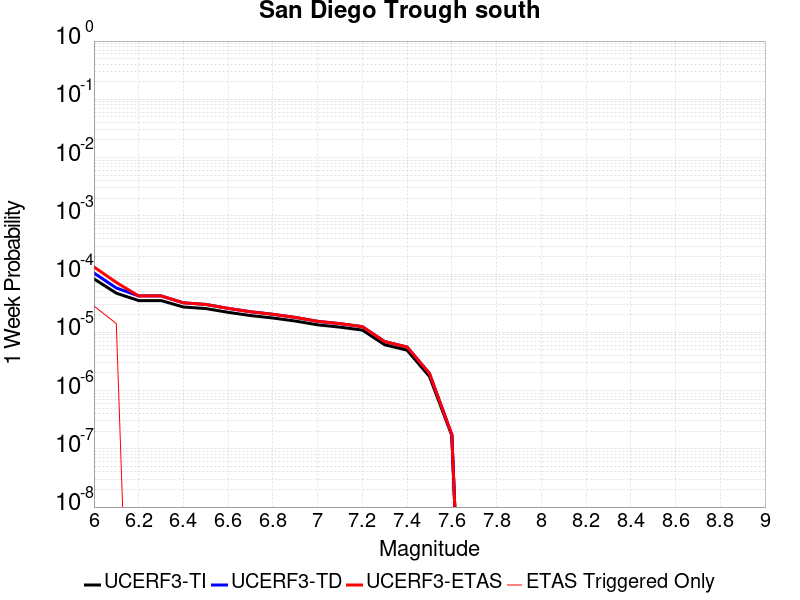 San Diego Trough south
10^0
10^-1
10^-2
10^-3
10^-4
10^-5
10^-6
10^-7
10^-8
1 Week Probability
6 6.2 6.4 6.6 6.8 7 7.2 7.4 7.6 7.8 8 8.2 8.4 8.6 8.8 9
Magnitude
UCERF3-TI UCERF3-TD UCERF3-ETAS ETAS Triggered Only